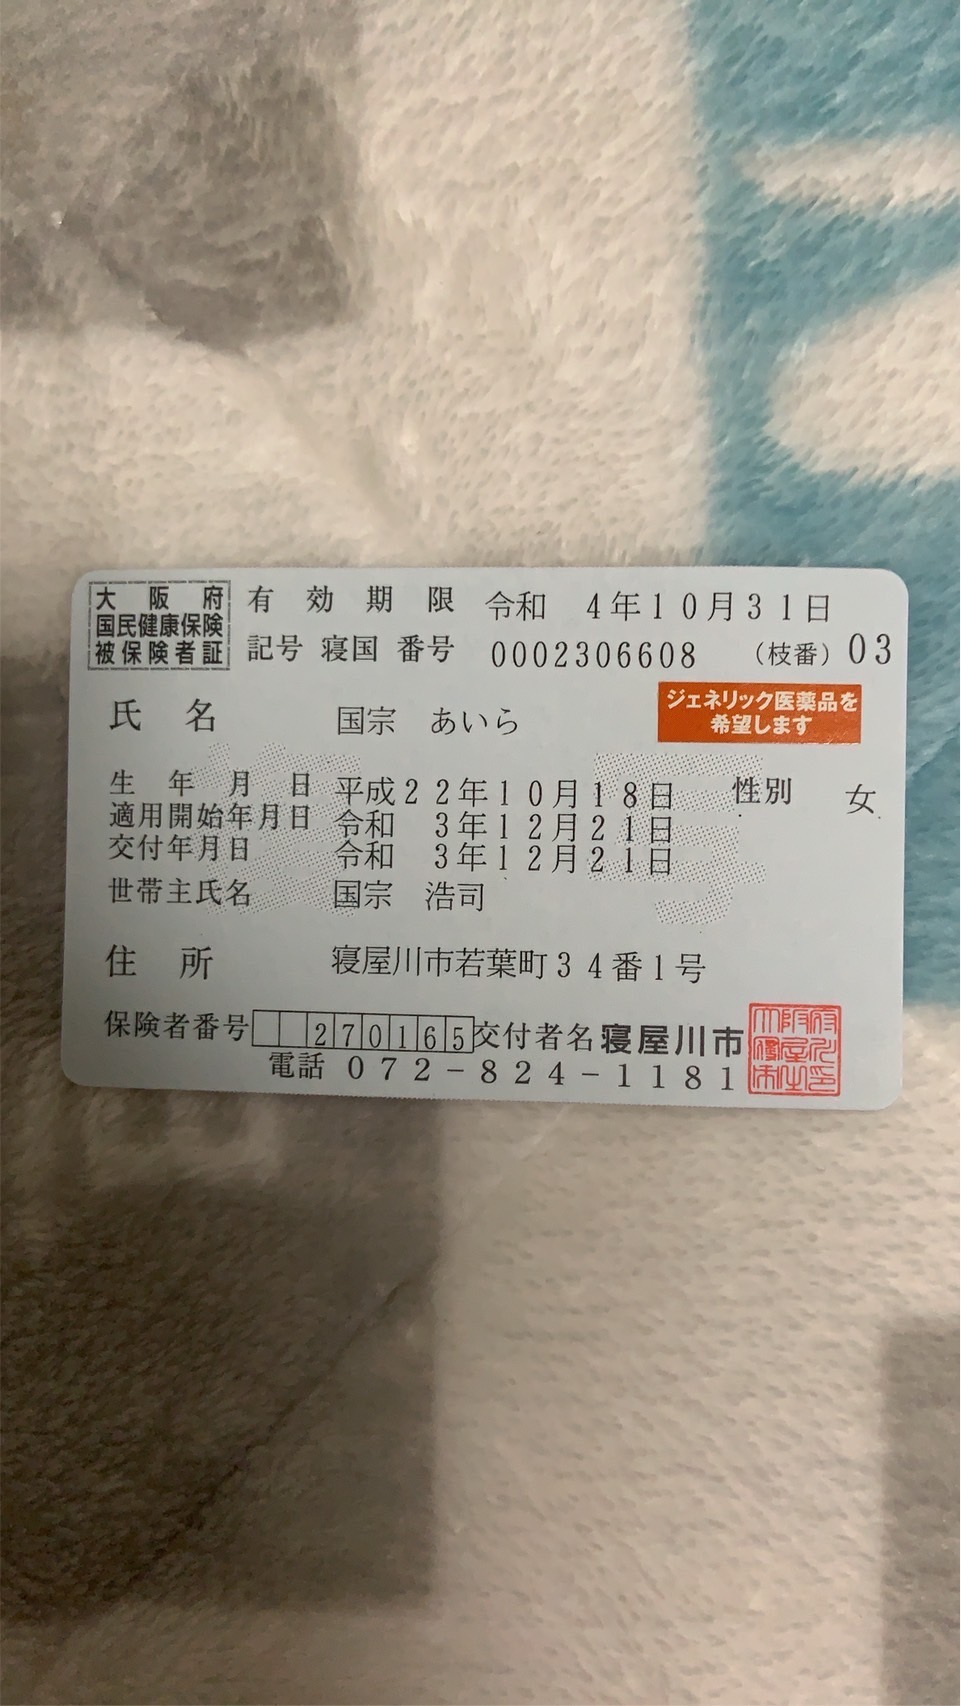 大阪府
国民健康保険
被保険者証
有効期限 令和 4年10月31日
記号 寝国 番号 0002306608 (枝番) 03
氏名 国宗 あいら
ジェネリック医薬品を
希望します
生年月日 平成22年10月18日 性別 女
適用開始年月日 令和 3年12月21日
交付年月日 令和 3年12月21日
世帯主氏名 国宗 浩司
住所 寝屋川市若葉町34番1号
保険者番号 270165 交付者名 寝屋川市
電話 072-824-1181